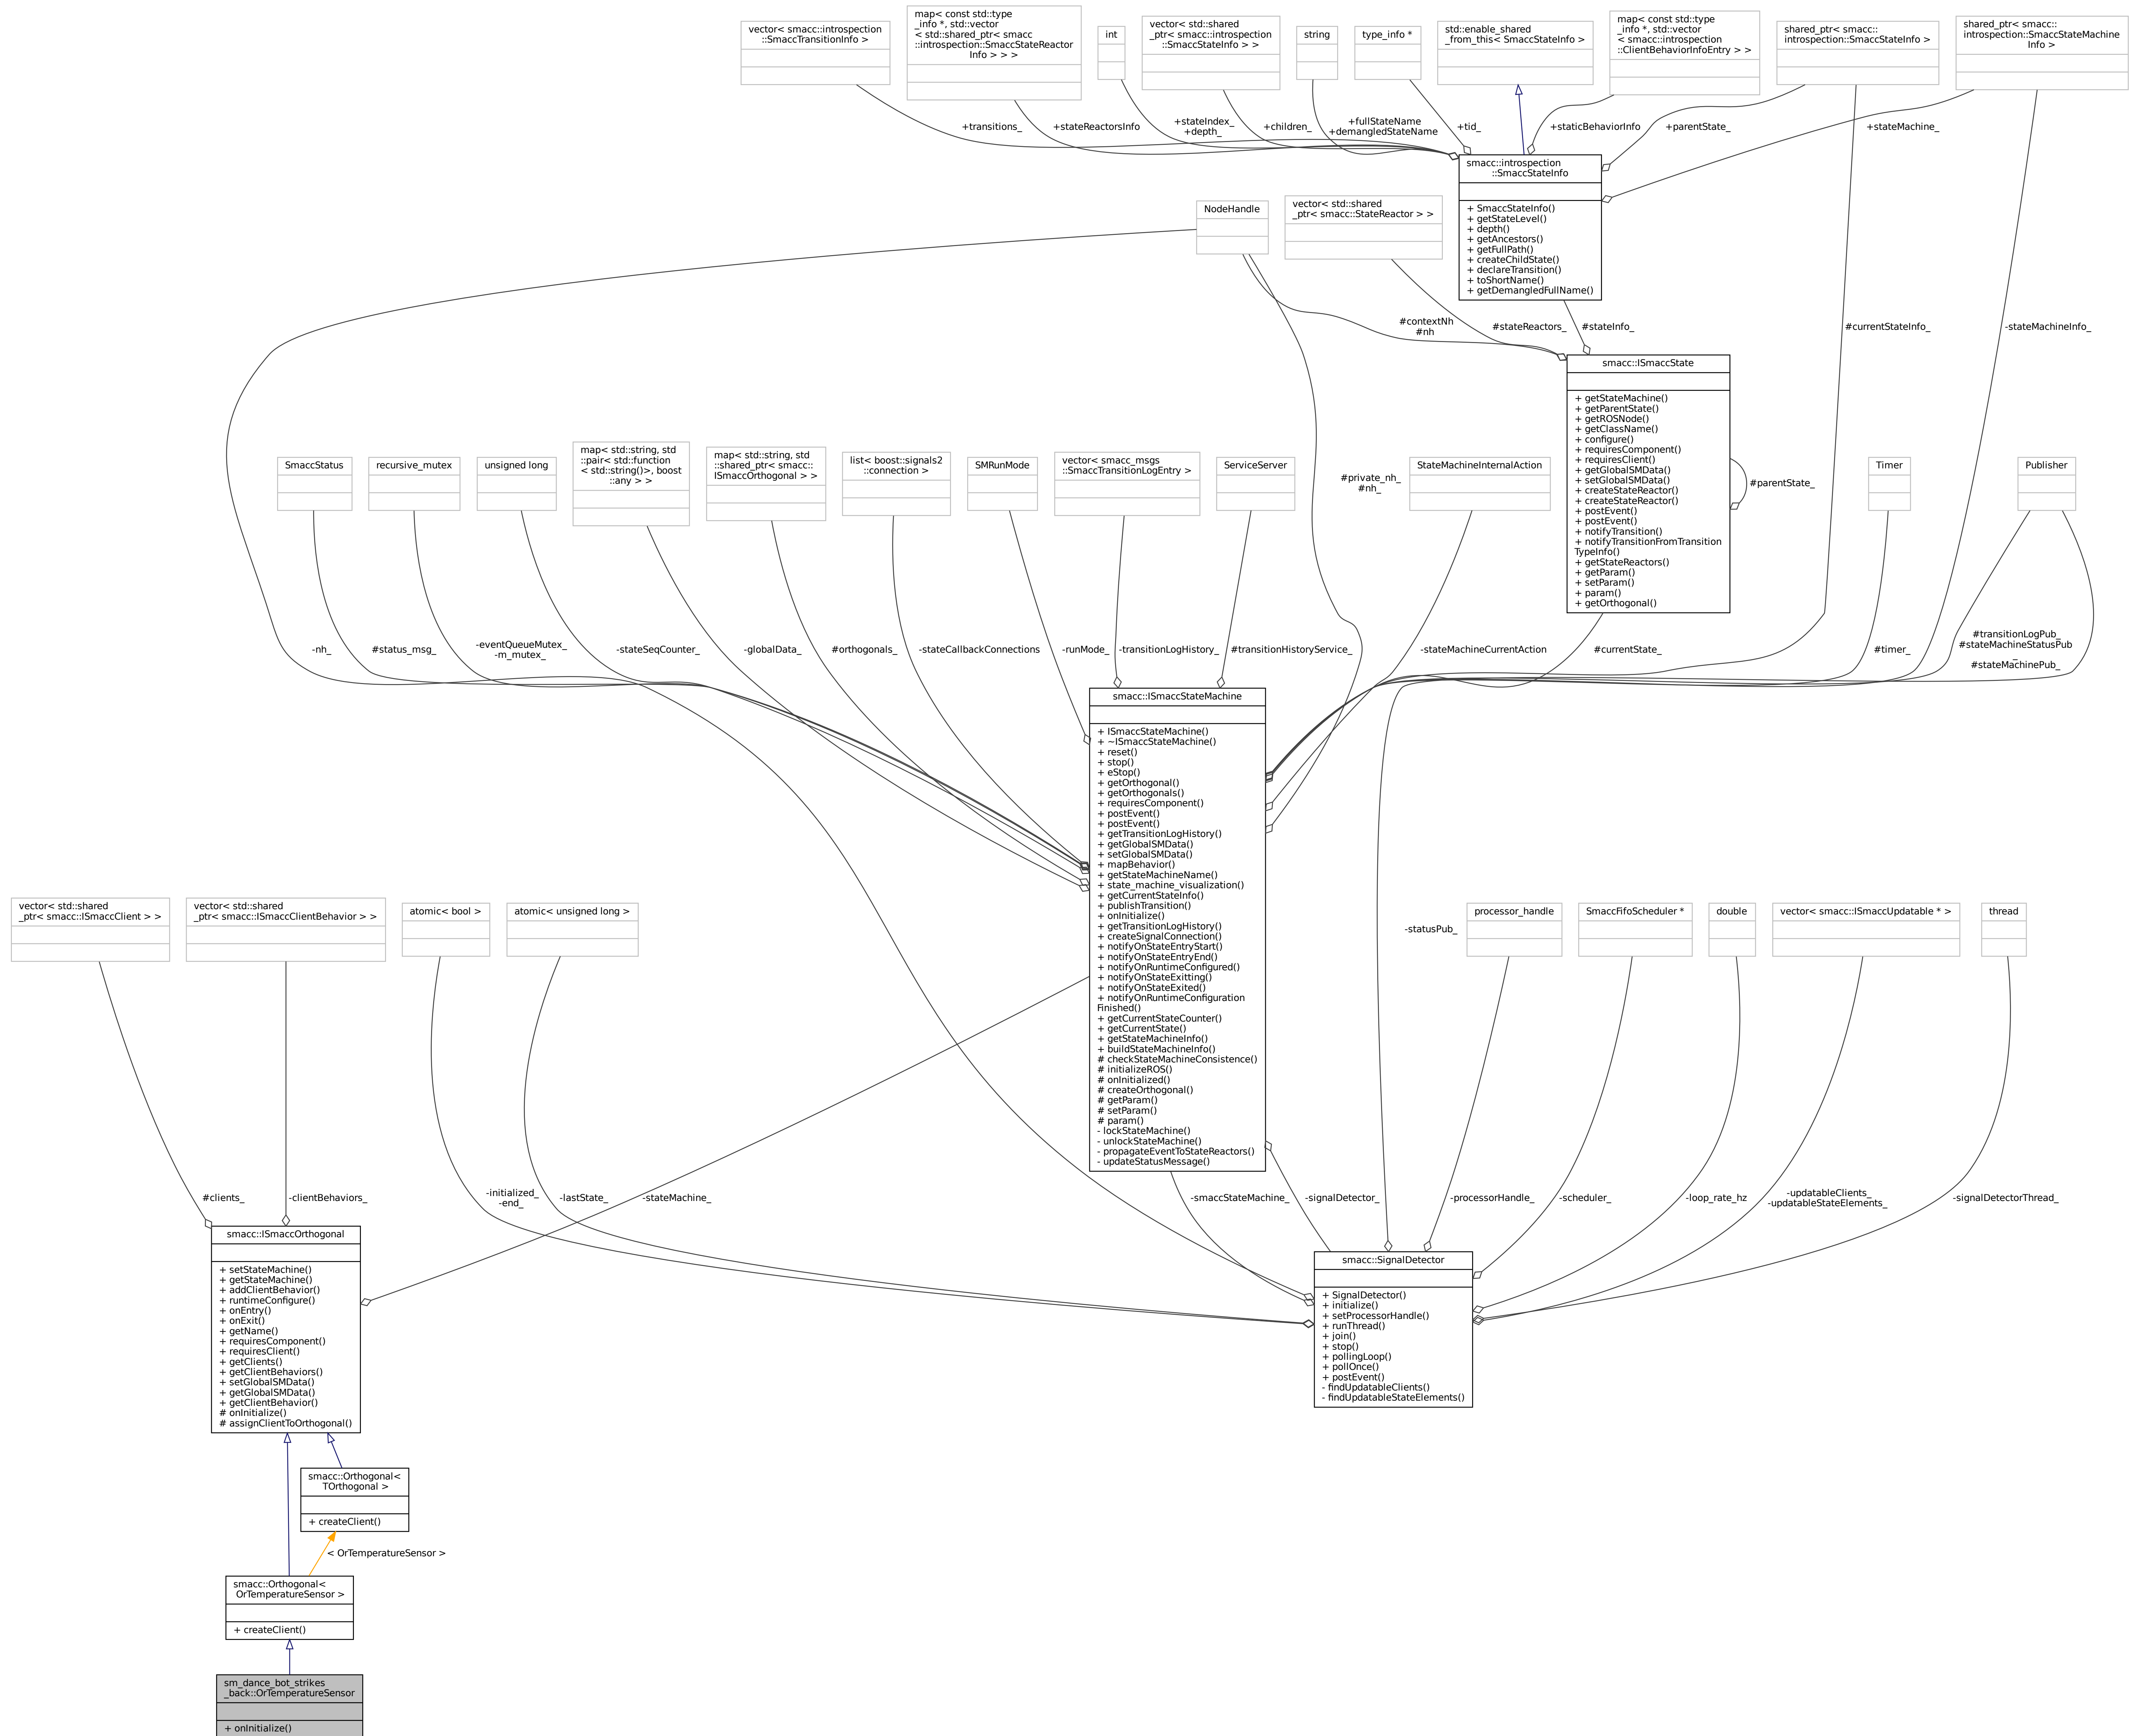 vector< smacc::introspection
::SmaccTransitionInfo >
map< const std::type
_info *, std::vector
< std::shared_ptr< smacc
::introspection::SmaccStateReactor
Info > > >
int
vector< std::shared
_ptr< smacc::introspection
::SmaccStateInfo > >
string
type_info *
std::enable_shared
_from_this< SmaccStateInfo >
map< const std::type
_info *, std::vector
< smacc::introspection
::ClientBehaviorInfoEntry > >
shared_ptr< smacc::
introspection::SmaccStateInfo >
shared_ptr< smacc::
introspection::SmaccStateMachine
Info >
+transitions_
+stateReactorsInfo
+stateIndex_
+depth_
+children_
+fullStateName
+demangledStateName
+tid_
+staticBehaviorInfo
+parentState_
+stateMachine_
smacc::introspection
::SmaccStateInfo
+ SmaccStateInfo()
+ getStateLevel()
+ depth()
+ getAncestors()
+ getFullPath()
+ createChildState()
+ declareTransition()
+ toShortName()
+ getDemangledFullName()
NodeHandle
vector< std::shared
_ptr< smacc::StateReactor > >
#contextNh
#nh
#stateReactors_
#stateInfo_
#currentStateInfo_
-stateMachineInfo_
smacc::ISmaccState
+ getStateMachine()
+ getParentState()
+ getROSNode()
+ getClassName()
+ configure()
+ requiresComponent()
+ requiresClient()
+ getGlobalSMData()
+ setGlobalSMData()
+ createStateReactor()
+ createStateReactor()
+ postEvent()
+ postEvent()
+ notifyTransition()
+ notifyTransitionFromTransition
TypeInfo()
+ getStateReactors()
+ getParam()
+ setParam()
+ param()
+ getOrthogonal()
#parentState_
SmaccStatus
recursive_mutex
unsigned long
map< std::string, std
::pair< std::function
< std::string()>, boost
::any > >
map< std::string, std
::shared_ptr< smacc::
ISmaccOrthogonal > >
list< boost::signals2
::connection >
SMRunMode
vector< smacc_msgs
::SmaccTransitionLogEntry >
ServiceServer
#private_nh_
#nh_
StateMachineInternalAction
Timer
Publisher
-nh_
#status_msg_
-eventQueueMutex_
-m_mutex_
-stateSeqCounter_
-globalData_
#orthogonals_
-stateCallbackConnections
-runMode_
-transitionLogHistory_
#transitionHistoryService_
-stateMachineCurrentAction
#currentState_
#timer_
#transitionLogPub_
#stateMachineStatusPub
_
#stateMachinePub_
smacc::ISmaccStateMachine
+ ISmaccStateMachine()
+ ~ISmaccStateMachine()
+ reset()
+ stop()
+ eStop()
+ getOrthogonal()
+ getOrthogonals()
+ requiresComponent()
+ postEvent()
+ postEvent()
+ getTransitionLogHistory()
+ getGlobalSMData()
+ setGlobalSMData()
+ mapBehavior()
+ getStateMachineName()
+ state_machine_visualization()
+ getCurrentStateInfo()
+ publishTransition()
+ onInitialize()
+ getTransitionLogHistory()
+ createSignalConnection()
+ notifyOnStateEntryStart()
+ notifyOnStateEntryEnd()
+ notifyOnRuntimeConfigured()
+ notifyOnStateExitting()
+ notifyOnStateExited()
+ notifyOnRuntimeConfiguration
Finished()
+ getCurrentStateCounter()
+ getCurrentState()
+ getStateMachineInfo()
+ buildStateMachineInfo()
# checkStateMachineConsistence()
# initializeROS()
# onInitialized()
# createOrthogonal()
# getParam()
# setParam()
# param()
- lockStateMachine()
- unlockStateMachine()
- propagateEventToStateReactors()
- updateStatusMessage()
vector< std::shared
_ptr< smacc::ISmaccClient > >
vector< std::shared
_ptr< smacc::ISmaccClientBehavior > >
atomic< bool >
atomic< unsigned long >
-statusPub_
processor_handle
SmaccFifoScheduler *
double
vector< smacc::ISmaccUpdatable * >
thread
#clients_
-clientBehaviors_
-initialized_
-end_
-lastState_
-stateMachine_
-smaccStateMachine_
-signalDetector_
-processorHandle_
-scheduler_
-loop_rate_hz
-updatableClients_
-updatableStateElements_
-signalDetectorThread_
smacc::ISmaccOrthogonal
+ setStateMachine()
+ getStateMachine()
+ addClientBehavior()
+ runtimeConfigure()
+ onEntry()
+ onExit()
+ getName()
+ requiresComponent()
+ requiresClient()
+ getClients()
+ getClientBehaviors()
+ setGlobalSMData()
+ getGlobalSMData()
+ getClientBehavior()
# onInitialize()
# assignClientToOrthogonal()
smacc::SignalDetector
+ SignalDetector()
+ initialize()
+ setProcessorHandle()
+ runThread()
+ join()
+ stop()
+ pollingLoop()
+ pollOnce()
+ postEvent()
- findUpdatableClients()
- findUpdatableStateElements()
smacc::Orthogonal<
TOrthogonal >
+ createClient()
< OrTemperatureSensor >
smacc::Orthogonal<
OrTemperatureSensor >
+ createClient()
sm_dance_bot_strikes
_back::OrTemperatureSensor
+ onInitialize()